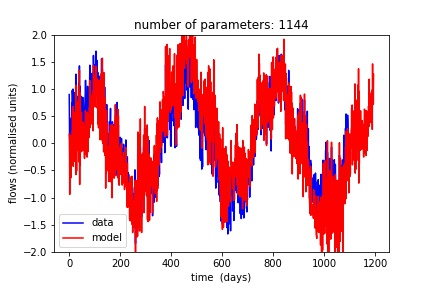 number of parameters: 1144
flows (normalised units)
2.0
1.5
1.0
0.5
0.0
-0.5
-1.0
-1.5
-2.0
data
model
0 200 400 600 800 1000 1200
time (days)